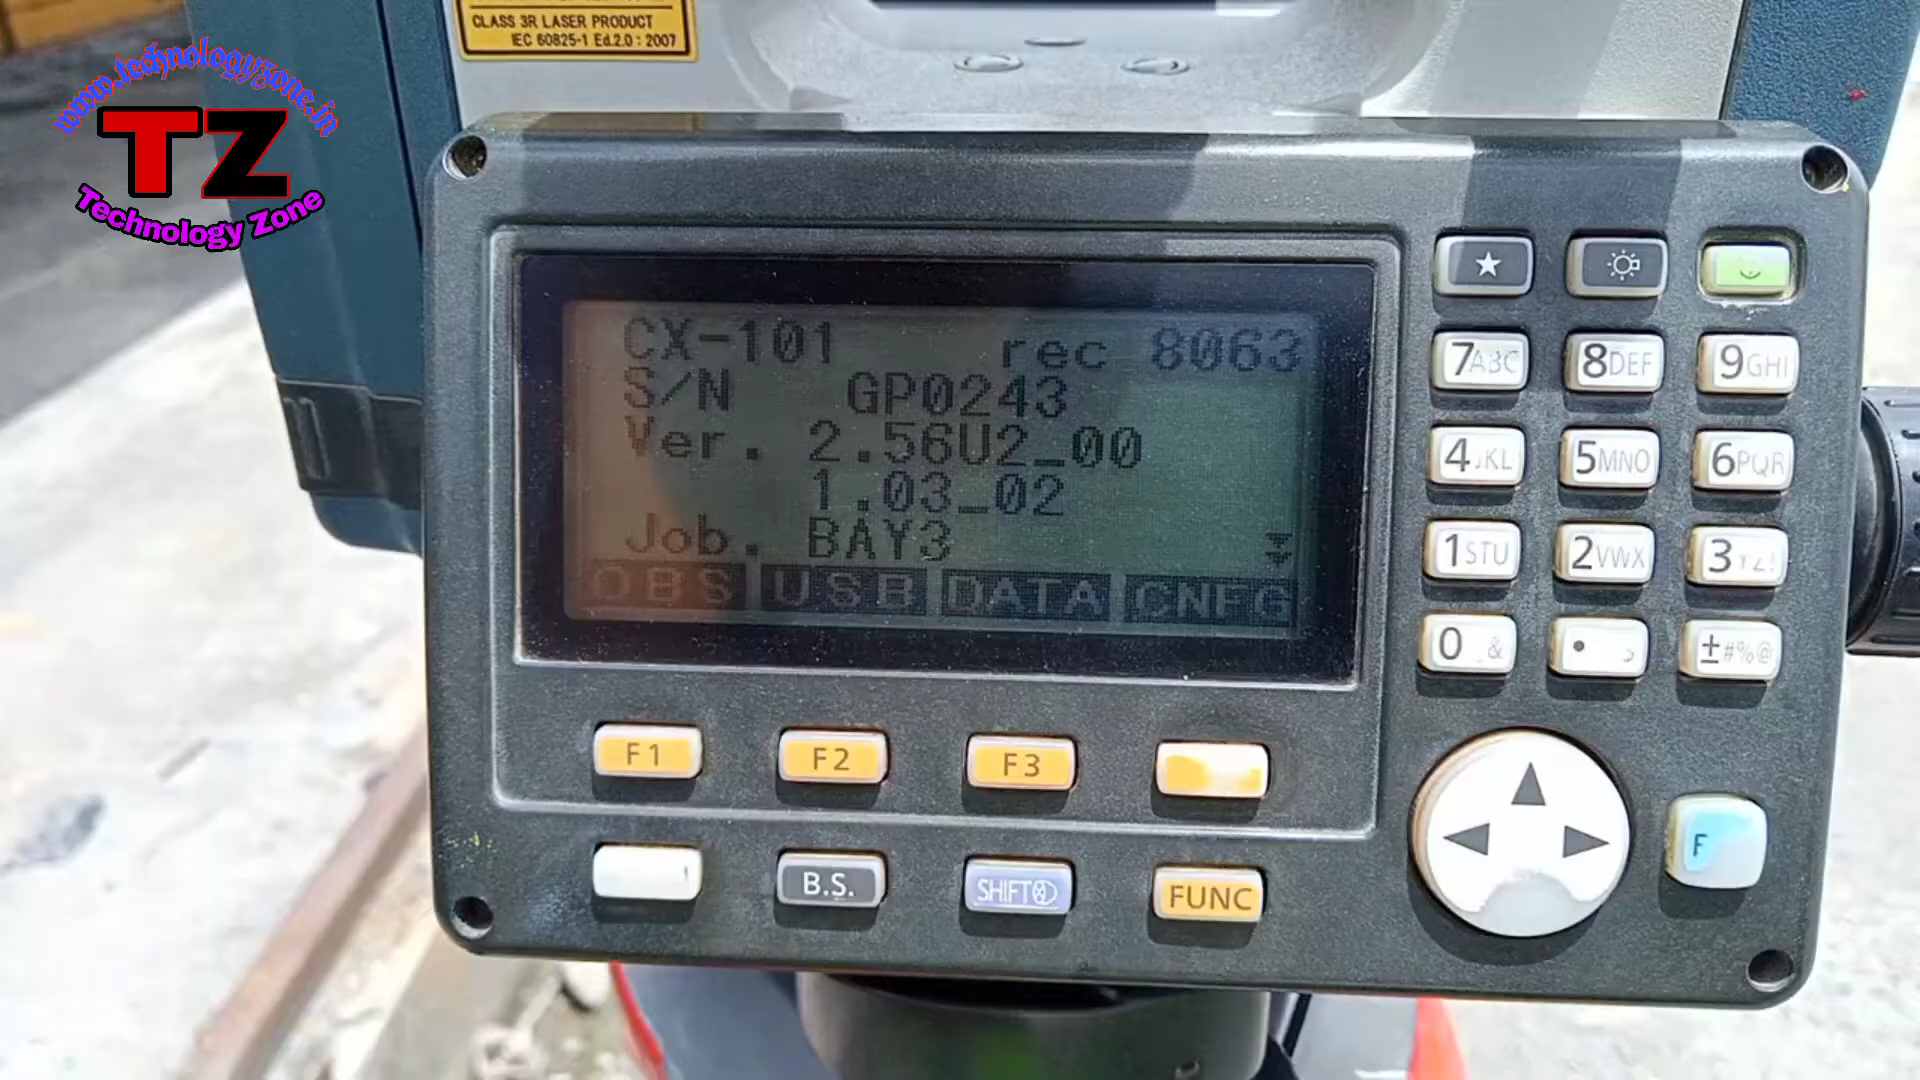 CLASS 3R LASER PRODUCT
IEC 60825-1 Ed.2.0 : 2007
www.technologyzone.in
TZ
Technology Zone
CX-101 rec 8063
S/N GP0243
Ver. 2.56U2_00
1.03_02
Job. BAY3
OBS USB DATA CNFG
7ABC 8DEF 9GHI
4JKL 5MNO 6PQR
1STU 2VWX 3YZ!
0_& .
±#%@
F1 F2 F3
B.S. SHIFT FUNC
F